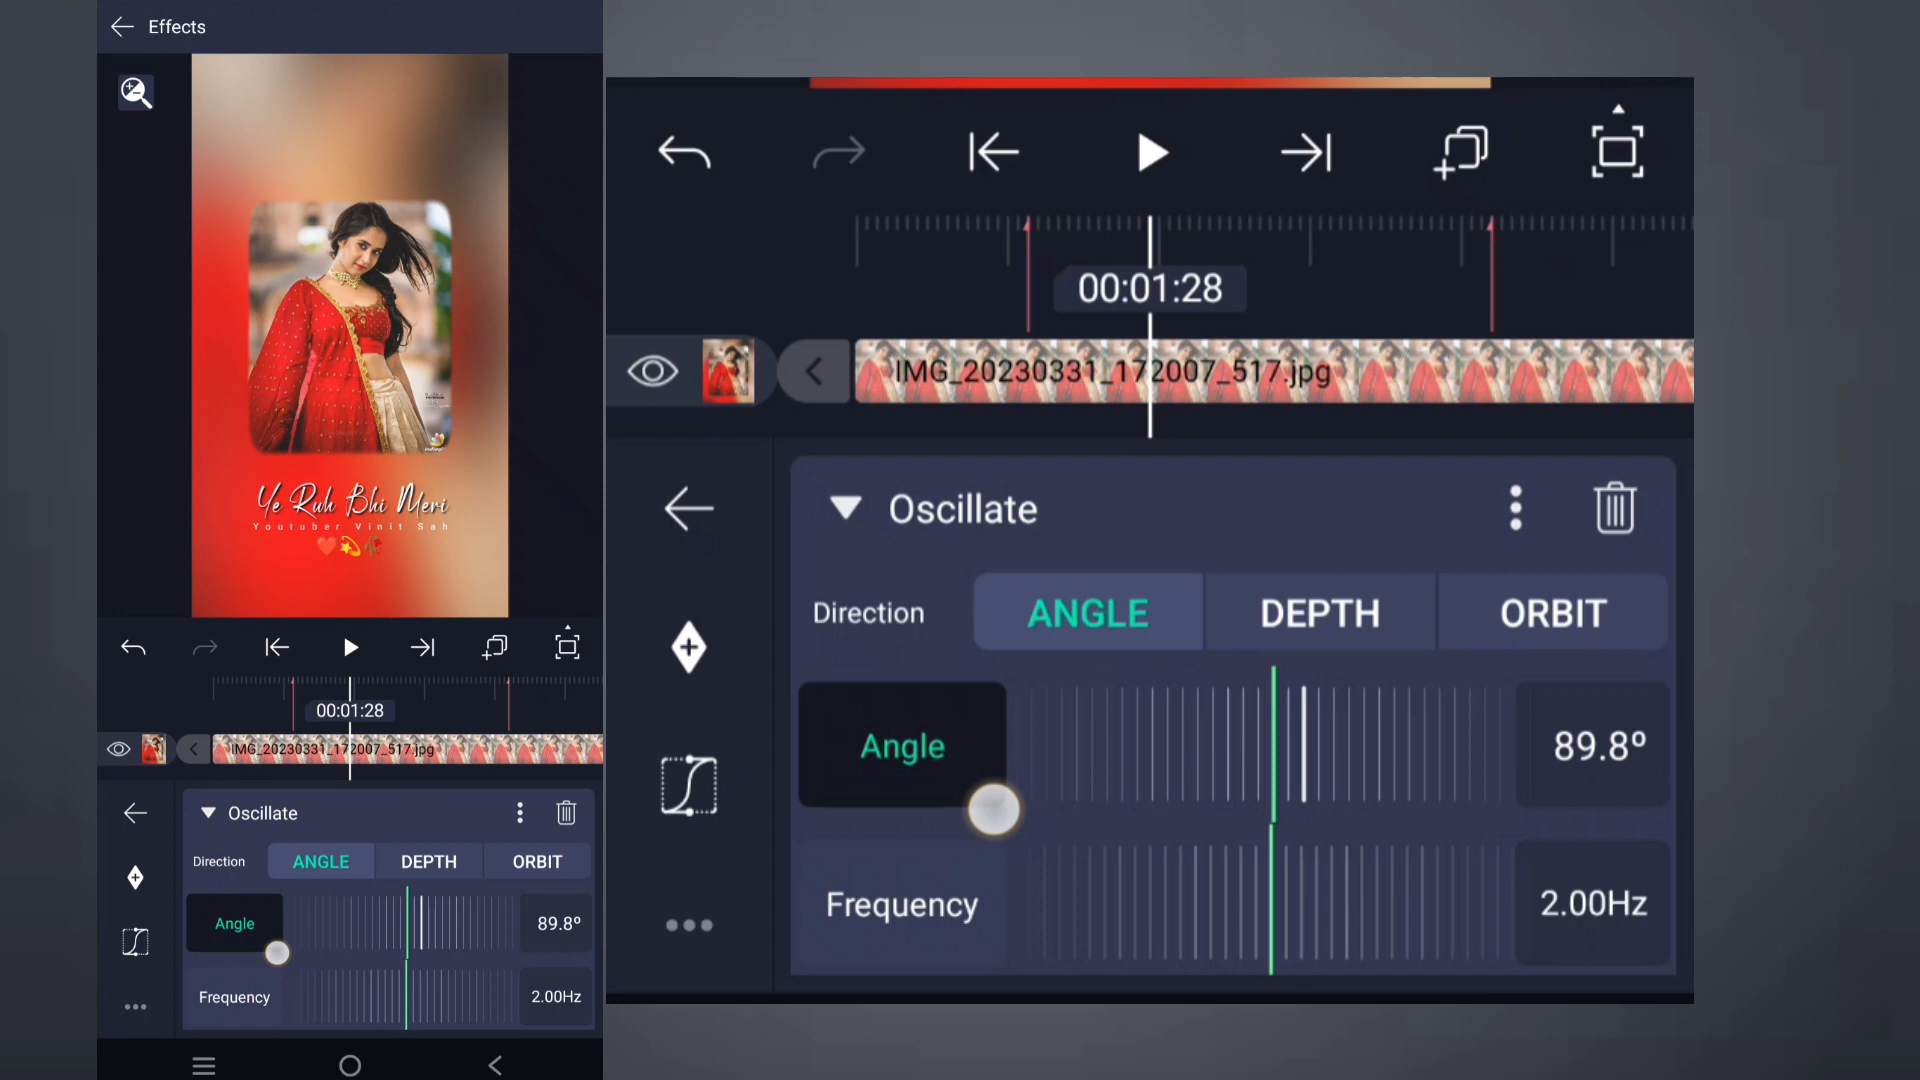 Effects
Ye Ruh Bhi Meri
Youtuber Vinit Sah
00:01:28
IMG_20230331_172007_517.jpg
Oscillate
Direction ANGLE DEPTH ORBIT
Angle 89.8º
Frequency 2.00Hz
00:01:28
IMG_20230331_172007_517.jpg
Oscillate
Direction ANGLE DEPTH ORBIT
Angle 89.8º
Frequency 2.00Hz